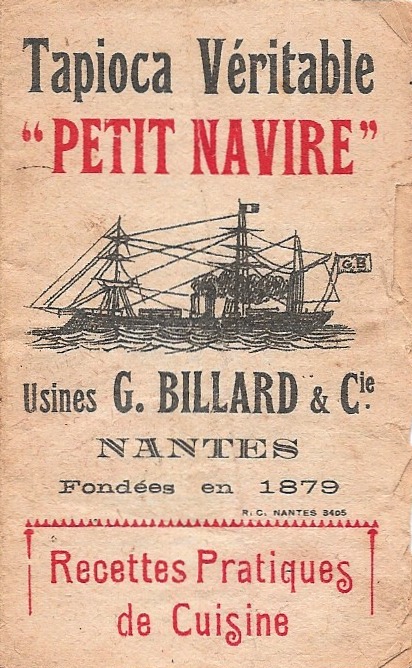 Tapioca Véritable
“PETIT NAVIRE”
G.B
Usines G. BILLARD & Cie.
NANTES
Fondées en 1879
R. C. NANTES 3405
Recettes Pratiques
de Cuisine